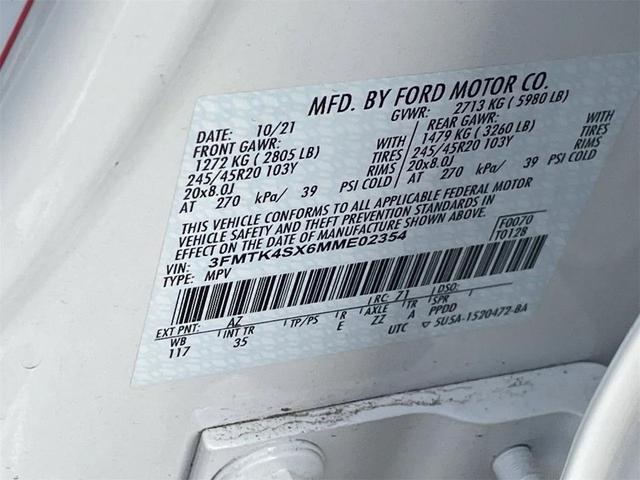 MFD. BY FORD MOTOR CO.
DATE: 10/21 GVWR: 2713 KG ( 5980 LB)
FRONT GAWR: WITH REAR GAWR: WITH
1272 KG ( 2805 LB) TIRES 1479 KG ( 3260 LB) TIRES
245/45R20 103Y RIMS 245/45R20 103Y RIMS
20x8.0J 20x8.0J
AT 270 kPa/ 39 PSI COLD AT 270 kPa/ 39 PSI COLD
THIS VEHICLE CONFORMS TO ALL APPLICABLE FEDERAL MOTOR
VEHICLE SAFETY AND THEFT PREVENTION STANDARDS IN
EFFECT ON THE DATE OF MANUFACTURE SHOWN ABOVE.
VIN: 3FMTK4SX6MME02354 F0070
TYPE: MPV T0128
EXT PNT: AZ RC: 71 DSO:
WB INT TR TP/PS R AXLE TR SPR
117 35 E ZZ A PPDD
UTC ▽ 5U5A-1520472-BA